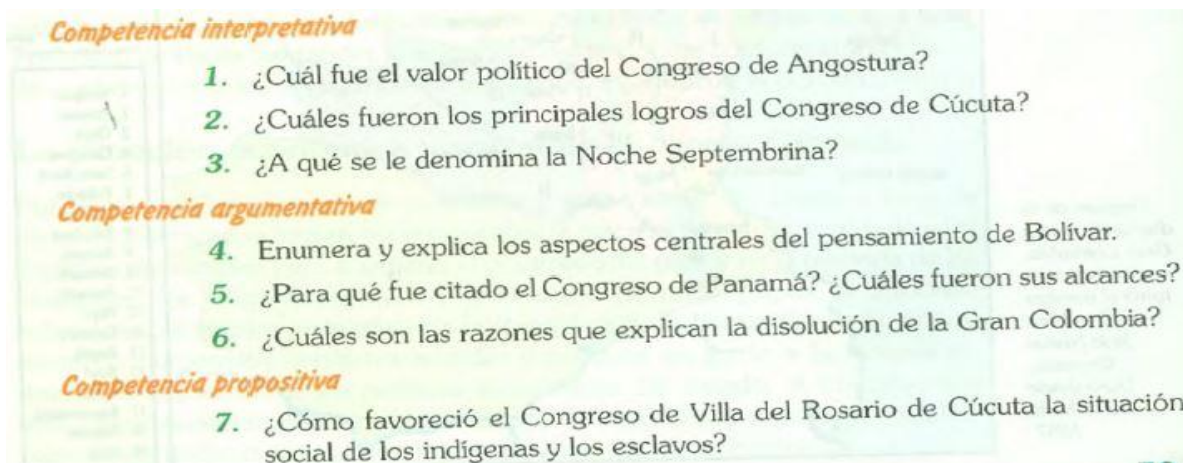 Competencia interpretativa
1. ¿Cuál fue el valor político del Congreso de Angostura?
2. ¿Cuáles fueron los principales logros del Congreso de Cúcuta?
3. ¿A qué se le denomina la Noche Septembrina?
Competencia argumentativa
4. Enumera y explica los aspectos centrales del pensamiento de Bolívar.
5. ¿Para qué fue citado el Congreso de Panamá? ¿Cuáles fueron sus alcances?
6. ¿Cuáles son las razones que explican la disolución de la Gran Colombia?
Competencia propositiva
7. ¿Cómo favoreció el Congreso de Villa del Rosario de Cúcuta la situación
social de los indígenas y los esclavos?